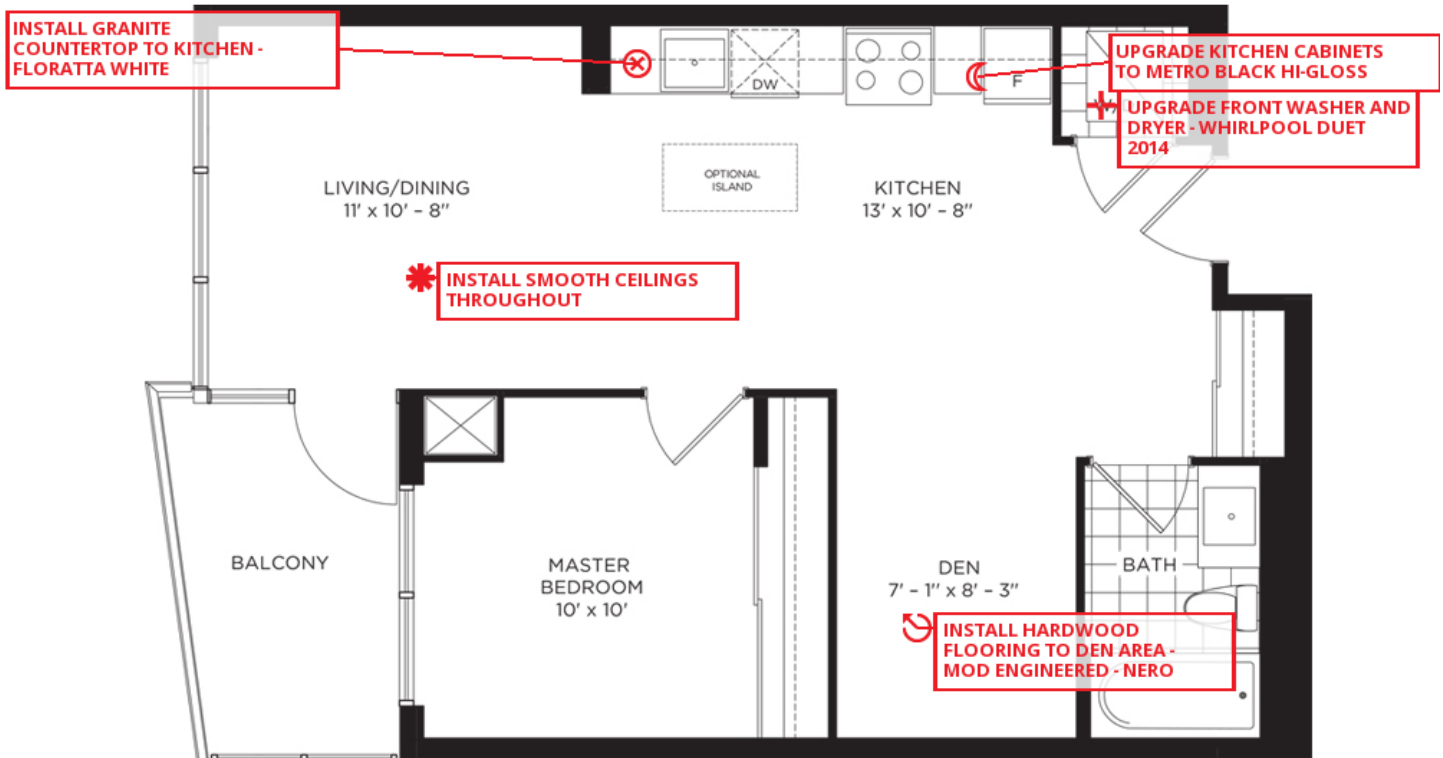 INSTALL GRANITE
COUNTERTOP TO KITCHEN -
FLORATTA WHITE
DW
F
UPGRADE KITCHEN CABINETS
TO METRO BLACK HI-GLOSS
UPGRADE FRONT WASHER AND
DRYER - WHIRLPOOL DUET
2014
OPTIONAL
ISLAND
LIVING/DINING
11' x 10' – 8"
KITCHEN
13' x 10' – 8"
INSTALL SMOOTH CEILINGS
THROUGHOUT
BALCONY
MASTER
BEDROOM
10' x 10'
DEN
7' – 1" x 8' – 3"
BATH
INSTALL HARDWOOD
FLOORING TO DEN AREA -
MOD ENGINEERED - NERO